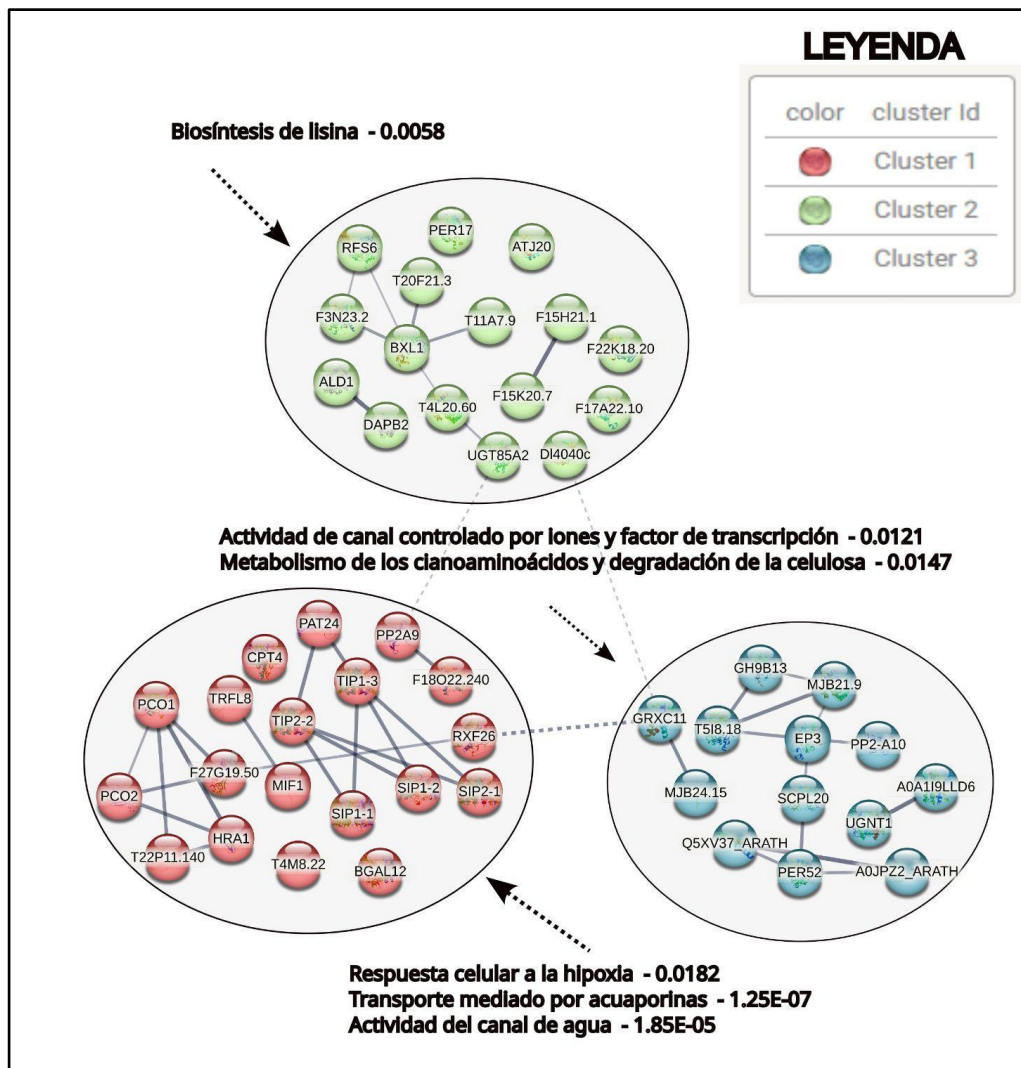 LEYENDA
color cluster Id
Cluster 1
Cluster 2
Cluster 3
Biosíntesis de lisina - 0.0058
PER17
RFS6
ATJ20
T20F21.3
F3N23.2
T11A7.9
F15H21.1
BXL1
F22K18.20
ALD1
F15K20.7
T4L20.60
F17A22.10
DAPB2
UGT85A2
Dl4040c
Actividad de canal controlado por Iones y factor de transcripción - 0.0121
Metabolismo de los cianoaminoácidos y degradación de la celulosa - 0.0147
PAT24
PP2A9
CPT4
TIP1-3
F18O22.240
PCO1
TRFL8
TIP2-2
RXF26
F27G19.50
PCO2
MIF1
SIP1-2
SIP2-1
SIP1-1
HRA1
T22P11.140
T4M8.22
BGAL12
GH9B13
MJB21.9
GRXC11
T5I8.18
EP3
PP2-A10
MJB24.15
SCPL20
A0A1I9LLD6
UGNT1
Q5XV37_ARATH
PER52
A0JPZ2_ARATH
Respuesta celular a la hipoxia - 0.0182
Transporte mediado por acuaporinas - 1.25E-07
Actividad del canal de agua - 1.85E-05